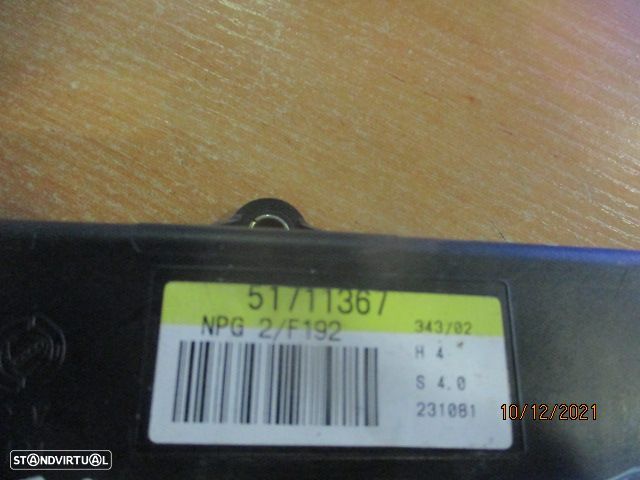 51711367
NPG 2/F192
343/02
H 4
S 4.0
231081
10/12/2021
STANDVIRTUAL